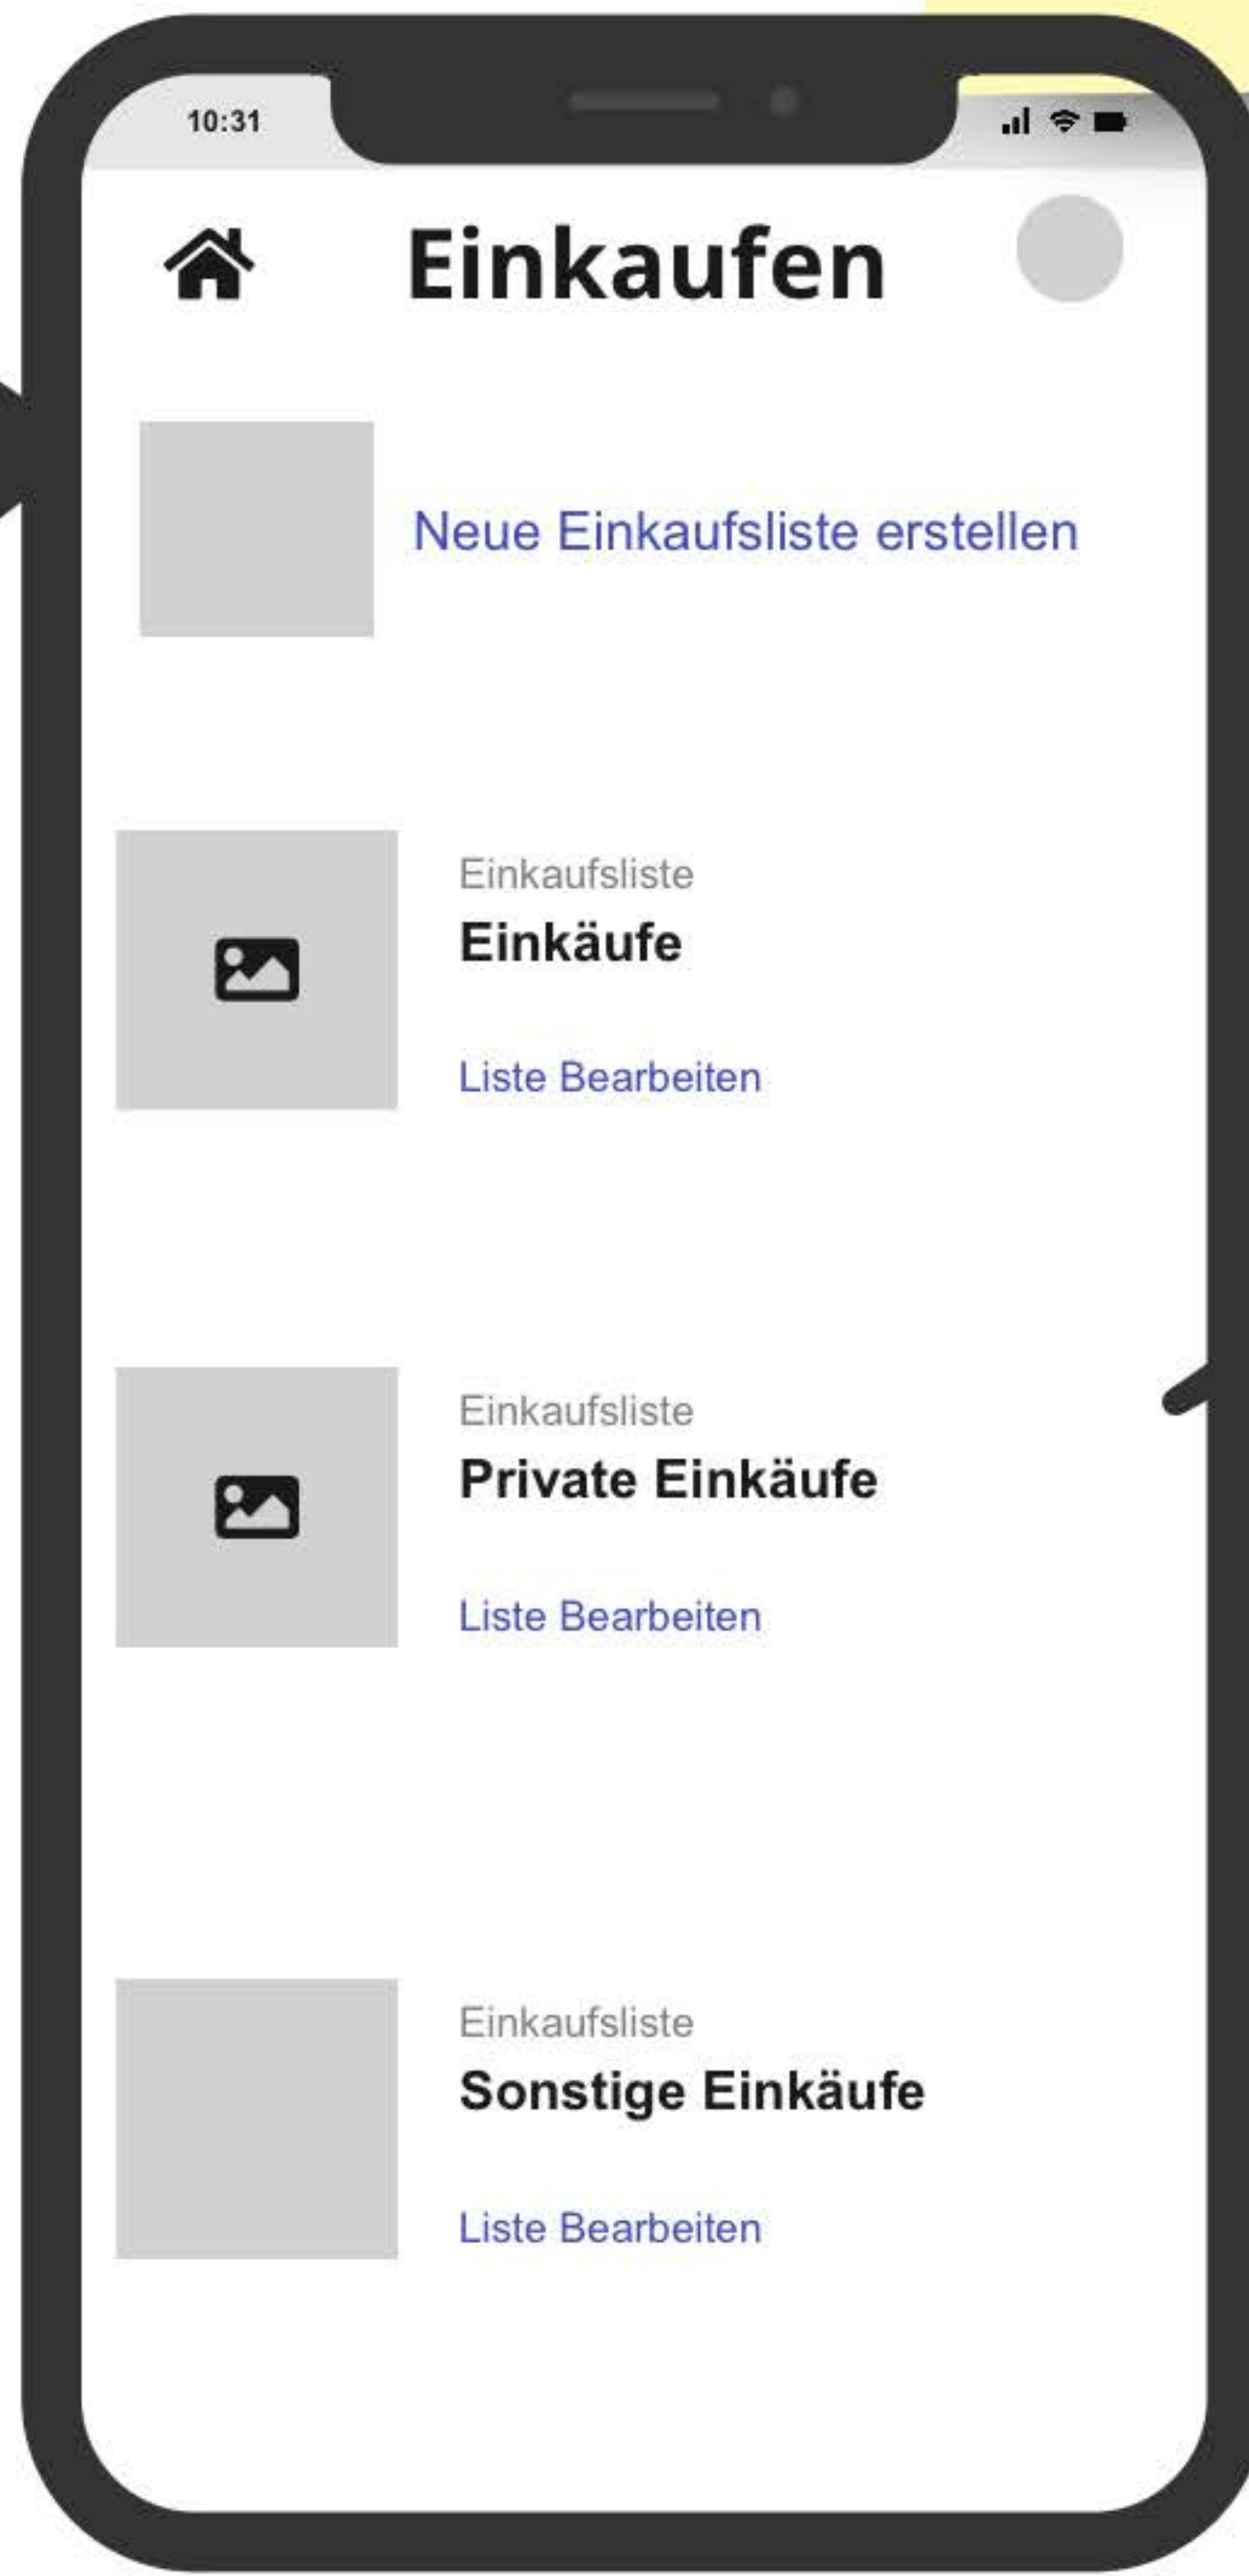 10:31
Einkaufen
Neue Einkaufsliste erstellen
Einkaufsliste
Einkäufe
Liste Bearbeiten
Einkaufsliste
Private Einkäufe
Liste Bearbeiten
Einkaufsliste
Sonstige Einkäufe
Liste Bearbeiten